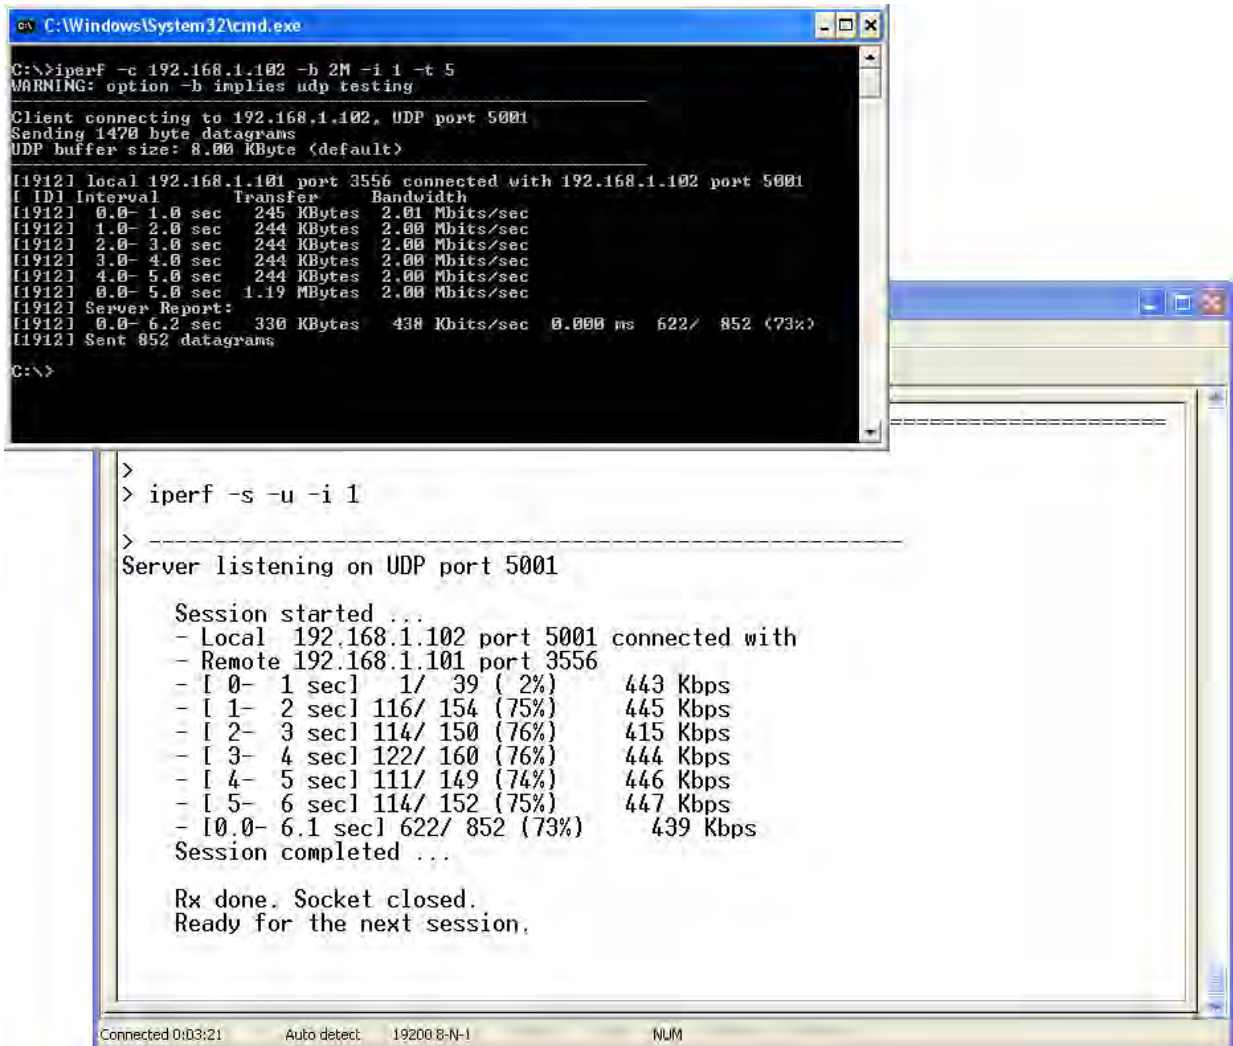 C:\Windows\System32\cmd.exe
C:\>iperf -c 192.168.1.102 -b 2M -i 1 -t 5
WARNING: option -b implies udp testing
------------------------------------------------------------
Client connecting to 192.168.1.102, UDP port 5001
Sending 1470 byte datagrams
UDP buffer size: 8.00 KByte (default)
------------------------------------------------------------
[1912] local 192.168.1.101 port 3556 connected with 192.168.1.102 port 5001
[ ID] Interval       Transfer     Bandwidth
[1912]  0.0- 1.0 sec   245 KBytes  2.01 Mbits/sec
[1912]  1.0- 2.0 sec   244 KBytes  2.00 Mbits/sec
[1912]  2.0- 3.0 sec   244 KBytes  2.00 Mbits/sec
[1912]  3.0- 4.0 sec   244 KBytes  2.00 Mbits/sec
[1912]  4.0- 5.0 sec   244 KBytes  2.00 Mbits/sec
[1912]  0.0- 5.0 sec  1.19 MBytes  2.00 Mbits/sec
[1912] Server Report:
[1912]  0.0- 6.2 sec   330 KBytes   438 Kbits/sec  0.000 ms  622/  852 (73%)
[1912] Sent 852 datagrams
C:\>
=======================
>
> iperf -s -u -i 1
> ------------------------------------------------------------
Server listening on UDP port 5001
Session started ...
- Local  192.168.1.102 port 5001 connected with
- Remote 192.168.1.101 port 3556
- [ 0-  1 sec]   1/  39 ( 2%)     443 Kbps
- [ 1-  2 sec] 116/ 154 (75%)     445 Kbps
- [ 2-  3 sec] 114/ 150 (76%)     415 Kbps
- [ 3-  4 sec] 122/ 160 (76%)     444 Kbps
- [ 4-  5 sec] 111/ 149 (74%)     446 Kbps
- [ 5-  6 sec] 114/ 152 (75%)     447 Kbps
- [0.0- 6.1 sec] 622/ 852 (73%)     439 Kbps
Session completed ...
Rx done. Socket closed.
Ready for the next session.
Connected 0:03:21 Auto detect 19200 8-N-1 NUM